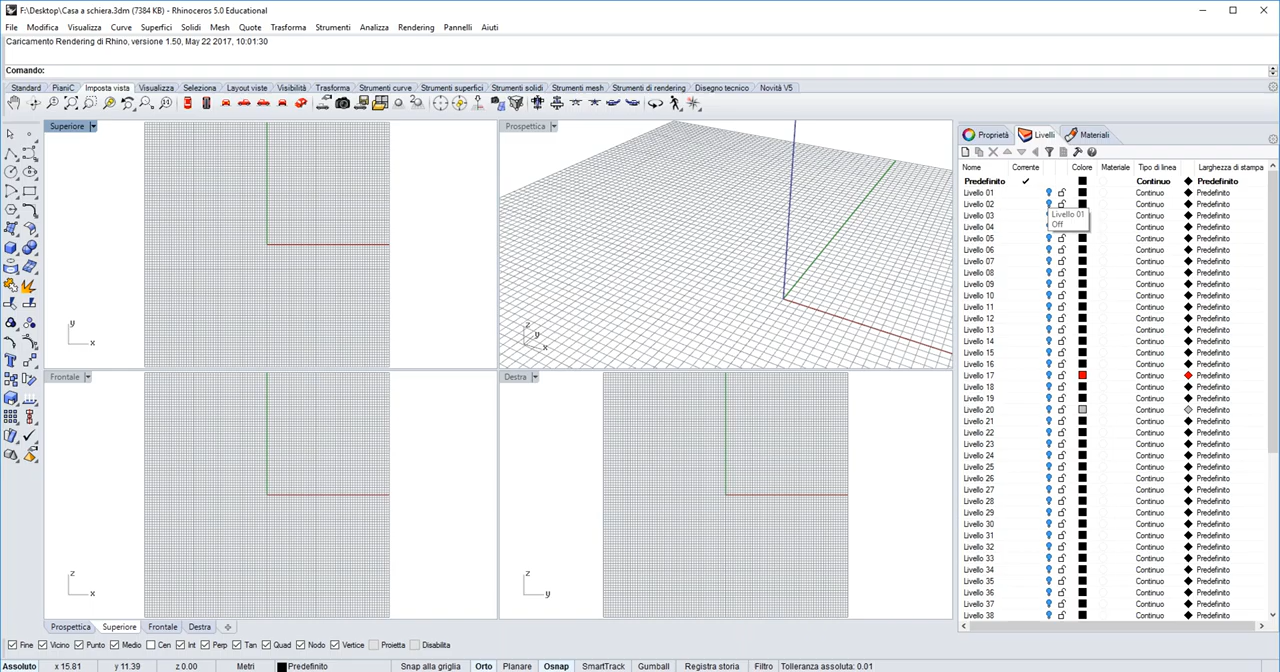 F:\Desktop\Casa a schiera.3dm (7384 KB) - Rhinoceros 5.0 Educational
File Modifica Visualizza Curve Superfici Solidi Mesh Quote Trasforma Strumenti Analizza Rendering Pannelli Aiuti
Caricamento Rendering di Rhino, versione 1.50, May 22 2017, 10:01:30
Comando:
Standard PianiC Imposta vista Visualizza Seleziona Layout viste Visibilità Trasforma Strumenti curve Strumenti superfici Strumenti solidi Strumenti mesh Strumenti di rendering Disegno tecnico Novità V5
Superiore
Prospettica
Proprietà Livelli Materiali
Nome Corrente Colore Materiale Tipo di linea Larghezza di stampa
Predefinito Continuo Predefinito
Livello 01 Continuo Predefinito
Livello 02 Continuo Predefinito
Livello 03 Continuo Predefinito
Livello 01
Off
Livello 04 Continuo Predefinito
Livello 05 Continuo Predefinito
Livello 06 Continuo Predefinito
Livello 07 Continuo Predefinito
Livello 08 Continuo Predefinito
Livello 09 Continuo Predefinito
Livello 10 Continuo Predefinito
Livello 11 Continuo Predefinito
Livello 12 Continuo Predefinito
Livello 13 Continuo Predefinito
Livello 14 Continuo Predefinito
Livello 15 Continuo Predefinito
Livello 16 Continuo Predefinito
Livello 17 Continuo Predefinito
Livello 18 Continuo Predefinito
Livello 19 Continuo Predefinito
Livello 20 Continuo Predefinito
Livello 21 Continuo Predefinito
Livello 22 Continuo Predefinito
Livello 23 Continuo Predefinito
Livello 24 Continuo Predefinito
Livello 25 Continuo Predefinito
Livello 26 Continuo Predefinito
Livello 27 Continuo Predefinito
Livello 28 Continuo Predefinito
Livello 29 Continuo Predefinito
Livello 30 Continuo Predefinito
Livello 31 Continuo Predefinito
Livello 32 Continuo Predefinito
Livello 33 Continuo Predefinito
Livello 34 Continuo Predefinito
Livello 35 Continuo Predefinito
Livello 36 Continuo Predefinito
Livello 37 Continuo Predefinito
Livello 38 Continuo Predefinito
y
x
z
y
x
Frontale
Destra
z
x
z
y
Prospettica Superiore Frontale Destra
Fine Vicino Punto Medio Cen Int Perp Tan Quad Nodo Vertice Proietta Disabilita
Assoluto x 15.81 y 11.39 z 0.00 Metri Predefinito Snap alla griglia Orto Planare Osnap SmartTrack Gumball Registra storia Filtro Tolleranza assoluta: 0.01